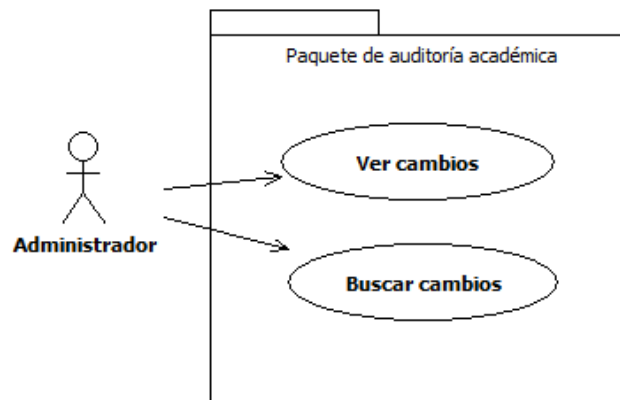 Paquete de auditoría académica
Ver cambios
Administrador
Buscar cambios